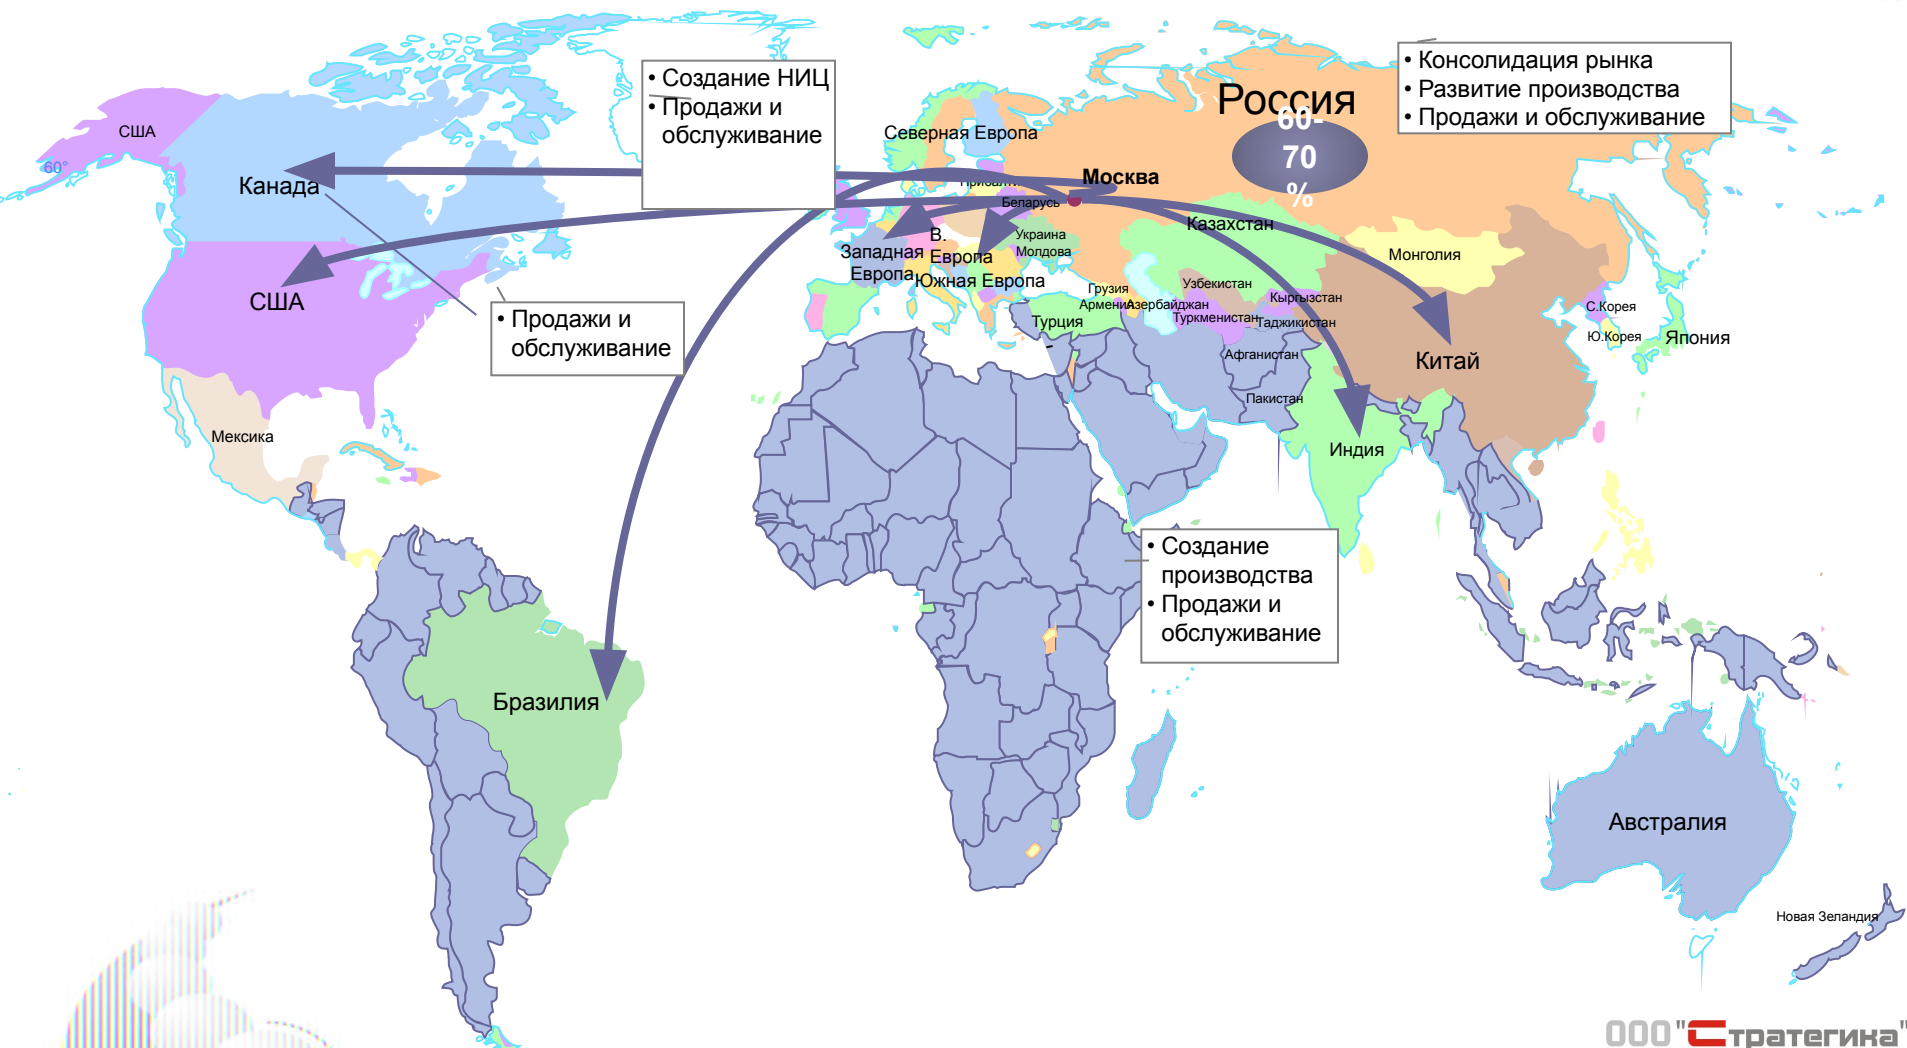 • Создание НИЦ
• Продажи и
обслуживание
• Консолидация рынка
• Развитие производства
• Продажи и обслуживание
Россия
60-
70
%
США
60°
Канада
Северная Европа
Москва
Беларусь
Казахстан
Украина
Молдова
В.
Европа
Западная
Европа
Южная Европа
Монголия
Узбекистан
Грузия
Армения
Азербайджан
Кыргызстан
Туркменистан
Таджикистан
С.Корея
Ю.Корея
Япония
США
Турция
• Продажи и
обслуживание
Афганистан
Китай
Пакистан
Мексика
Индия
• Создание
производства
• Продажи и
обслуживание
Бразилия
Австралия
Новая Зеландия
ООО "Стратегика"